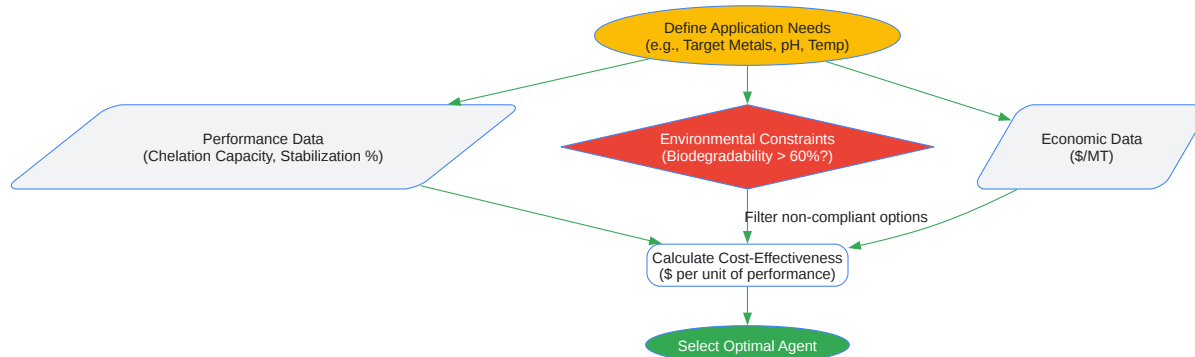 Define Application Needs
(e.g., Target Metals, pH, Temp)
Performance Data
(Chelation Capacity, Stabilization %)
Environmental Constraints
(Biodegradability > 60%?)
Economic Data
($/MT)
Filter non-compliant options
Calculate Cost-Effectiveness
($ per unit of performance)
Select Optimal Agent